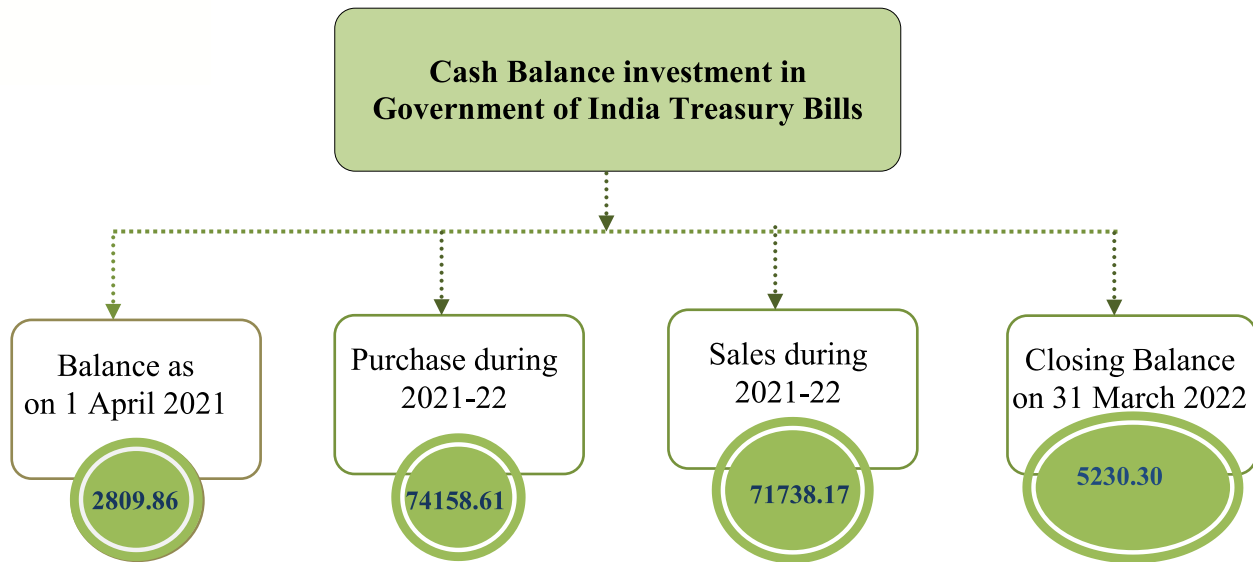 Cash Balance investment in
Government of India Treasury Bills
Balance as
on 1 April 2021
2809.86
Purchase during
2021-22
74158.61
Sales during
2021-22
71738.17
Closing Balance
on 31 March 2022
5230.30